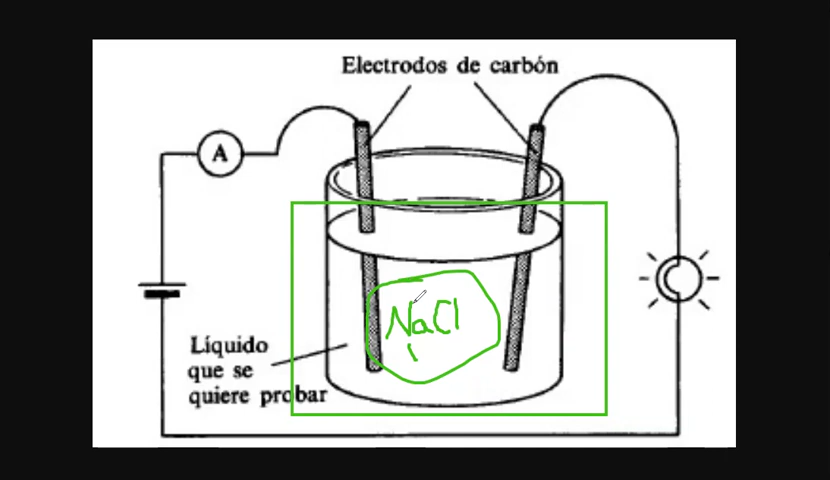 Electrodos de carbón
A
NaCl
Líquido
que se
quiere probar